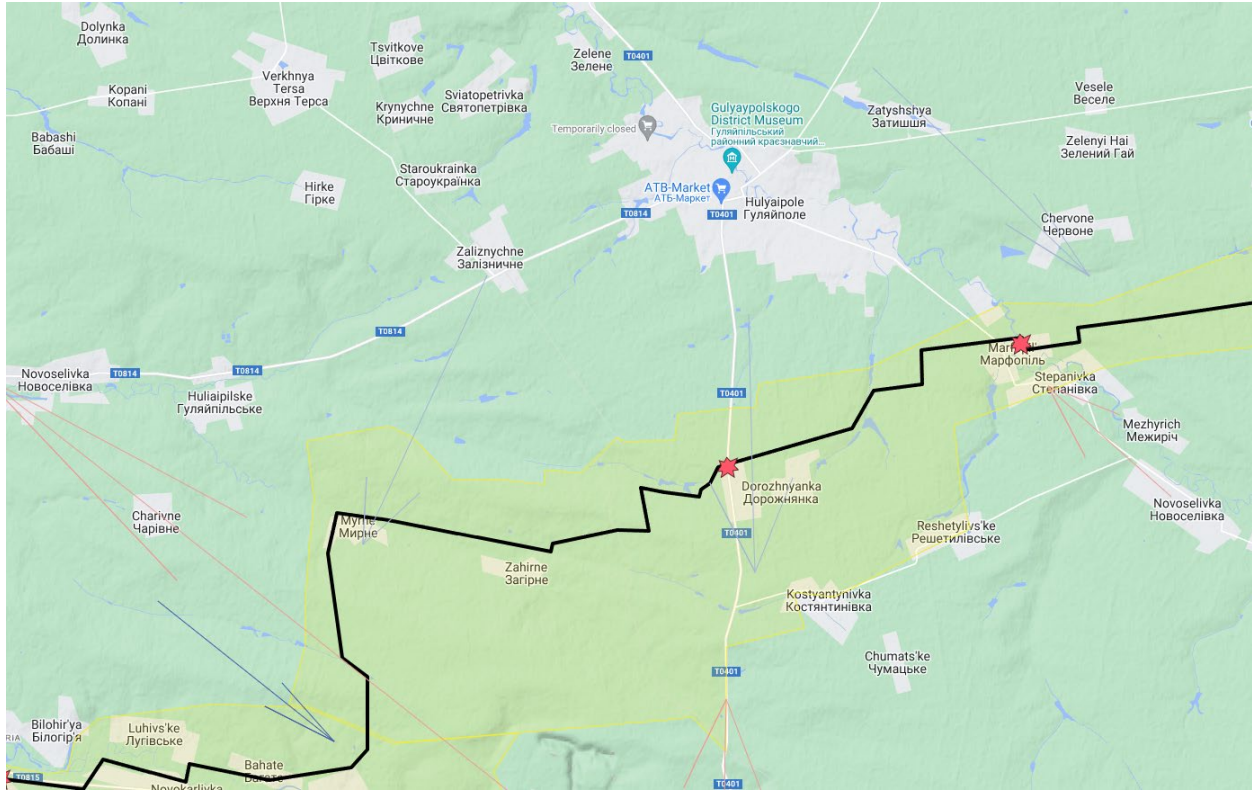 Dolynka
Долинка
Tsvitkove
Цвіткове
Zelene
Зелене
T0401
Verkhnya
Tersa
Верхня Терса
Kopani
Копані
Sviatopetrivka
Святопетрівка
Krynychne
Криничне
Vesele
Веселе
Gulyaypolskogo
District Museum
Гуляйпільський
районний краєзнавчий...
Zatyshshya
Затишшя
Temporarily closed
Babashi
Бабаші
Zelenyi Hai
Зелений Гай
Staroukrainka
Староукраїнка
Hirke
Гірке
ATB-Market
АТБ-Маркет
Hulyaipole
Гуляйполе
T0814
T0401
Chervone
Червоне
Zaliznychne
Залізничне
T0814
Марфопіль
Novoselivka
Новоселівка
T0814
T0814
Stepanivka
Степанівка
Huliaipilske
Гуляйпільське
T0401
Mezhyrich
Межиріч
Dorozhnyanka
Дорожнянка
Charivne
Чарівне
Novoselivka
Новоселівка
Myrne
Мирне
T0401
Reshetylivs'ke
Решетилівське
Zahirne
Загірне
Kostyantynivka
Костянтинівка
Chumats'ke
Чумацьке
T0401
Bilohir'ya
Білогір'я
Luhivs'ke
Лугівське
Bahate
T0815
Novokarlivka
T0401